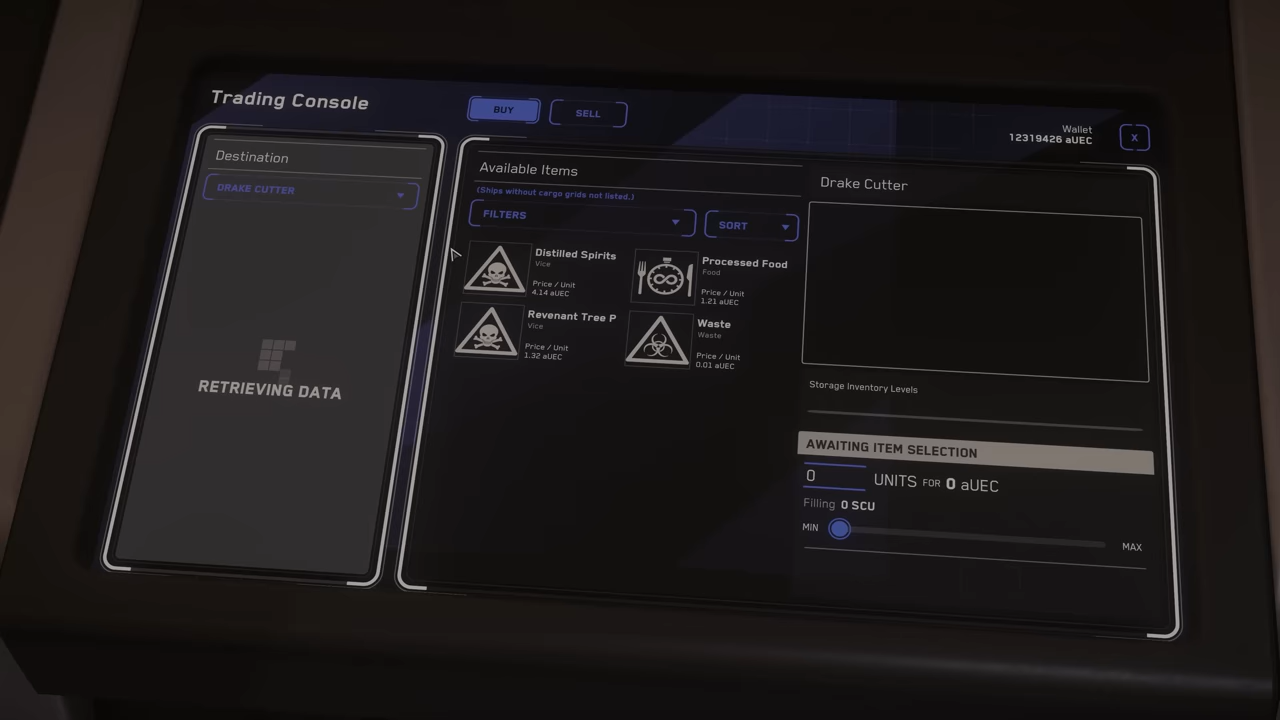 Trading Console
BUY
SELL
Wallet
12319426 aUEC
X
Destination
DRAKE CUTTER
RETRIEVING DATA
Available Items
(Ships without cargo grids not listed.)
FILTERS
SORT
Distilled Spirits
Vice
Price / Unit
4.14 aUEC
Processed Food
Food
Price / Unit
1.21 aUEC
Revenant Tree P
Vice
Price / Unit
1.32 aUEC
Waste
Waste
Price / Unit
0.01 aUEC
Drake Cutter
Storage Inventory Levels
AWAITING ITEM SELECTION
0 UNITS FOR 0 aUEC
Filling 0 SCU
MIN
MAX